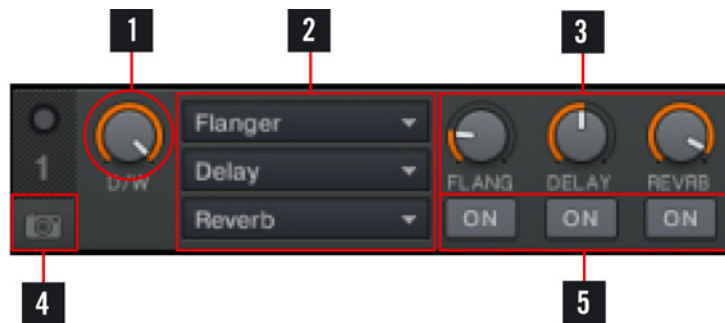 1 2 3
1
D/W
Flanger
Delay
Reverb
FLANG DELAY REVRB
ON ON ON
4 5